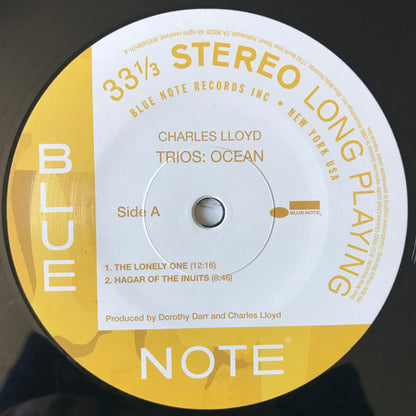 33⅓ STEREO LONG PLAYING
BLUE NOTE RECORDS INC • NEW YORK USA
CHARLES LLOYD
TRIOS: OCEAN
Side A
BLUE NOTE
1. THE LONELY ONE (12:16)
2. HAGAR OF THE INUITS (8:46)
Produced by Dorothy Darr and Charles Lloyd
BLUE
NOTE®